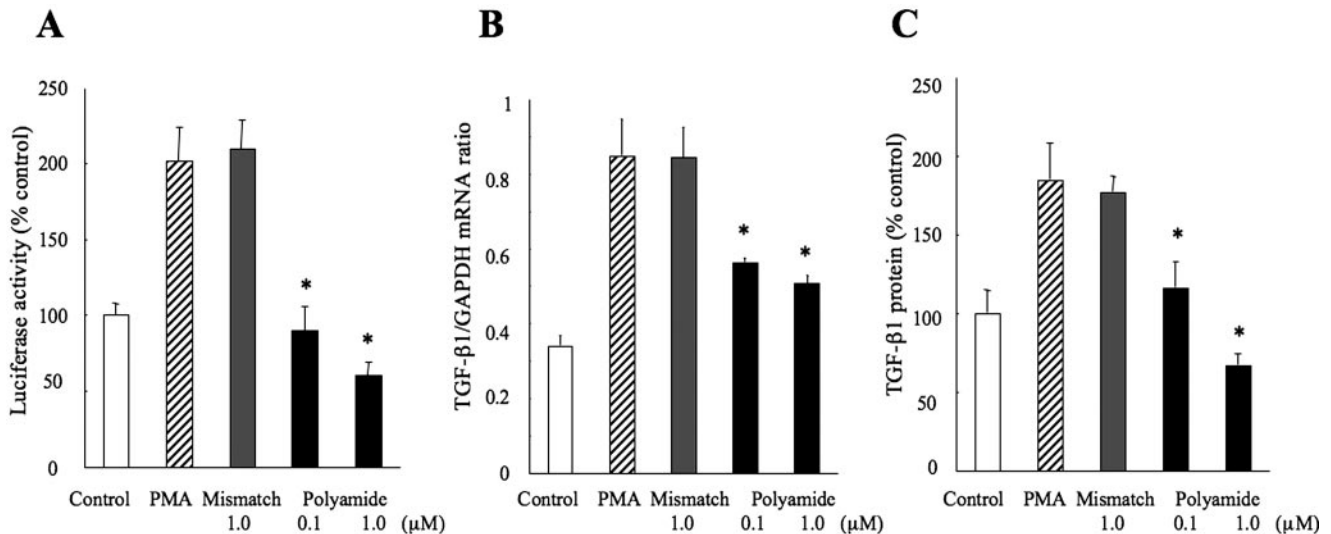 A
Luciferase activity (% control)
250
200
150
100
50
0
*
*
Control PMA Mismatch Polyamide
1.0 0.1 1.0 (μM)
B
TGF-β1/GAPDH mRNA ratio
1
0.8
0.6
0.4
0.2
0
*
*
Control PMA Mismatch Polyamide
1.0 0.1 1.0 (μM)
C
TGF-β1 protein (% control)
250
200
150
100
50
0
*
*
Control PMA Mismatch Polyamide
1.0 0.1 1.0 (μM)